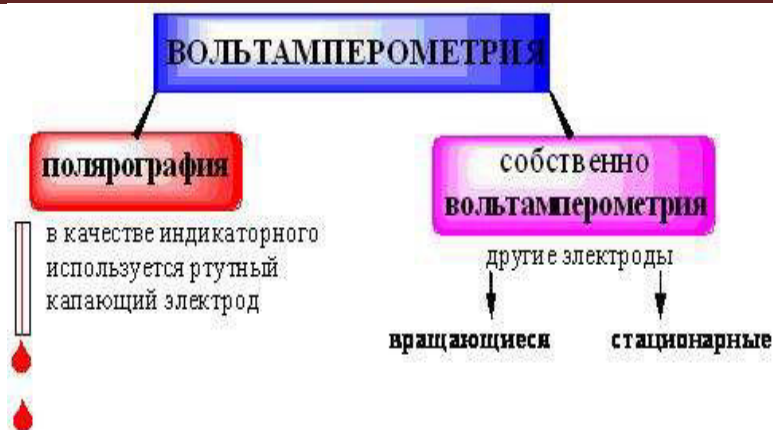 ВОЛЬТАМПЕРОМЕТРИЯ
полярография
в качестве индикаторного
используется ртутный
капающий электрод
собственно
вольтамперометрия
другие электроды
вращающиеся
стационарные